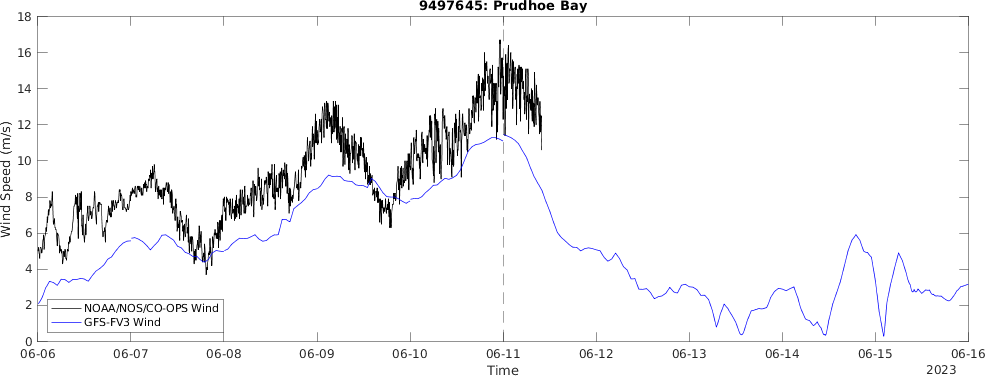 9497645: Prudhoe Bay
18
16
14
12
10
8
6
4
2
0
Wind Speed (m/s)
NOAA/NOS/CO-OPS Wind
GFS-FV3 Wind
06-06 06-07 06-08 06-09 06-10 06-11 06-12 06-13 06-14 06-15 06-16
Time
2023